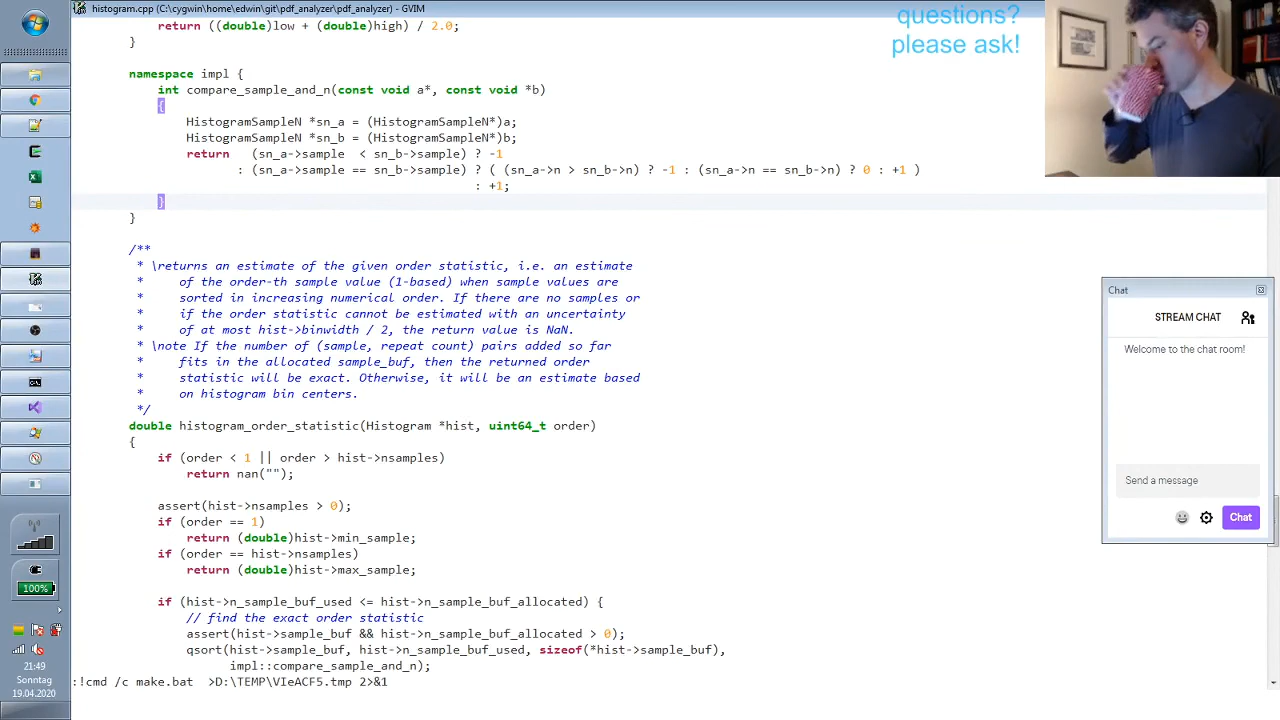 histogram.cpp (C:\cygwin\home\edwin\git\pdf_analyzer\pdf_analyzer) - GVIM
questions?
please ask!
return ((double)low + (double)high) / 2.0;
}
namespace impl {
int compare_sample_and_n(const void a*, const void *b)
{
HistogramSampleN *sn_a = (HistogramSampleN*)a;
HistogramSampleN *sn_b = (HistogramSampleN*)b;
return (sn_a->sample < sn_b->sample) ? -1
: (sn_a->sample == sn_b->sample) ? ( (sn_a->n > sn_b->n) ? -1 : (sn_a->n == sn_b->n) ? 0 : +1 )
: +1;
}
}
/**
* \returns an estimate of the given order statistic, i.e. an estimate
* of the order-th sample value (1-based) when sample values are
* sorted in increasing numerical order. If there are no samples or
* if the order statistic cannot be estimated with an uncertainty
* of at most hist->binwidth / 2, the return value is NaN.
* \note If the number of (sample, repeat count) pairs added so far
* fits in the allocated sample_buf, then the returned order
* statistic will be exact. Otherwise, it will be an estimate based
* on histogram bin centers.
*/
double histogram_order_statistic(Histogram *hist, uint64_t order)
{
if (order < 1 || order > hist->nsamples)
return nan("");
assert(hist->nsamples > 0);
if (order == 1)
return (double)hist->min_sample;
if (order == hist->nsamples)
return (double)hist->max_sample;
if (hist->n_sample_buf_used <= hist->n_sample_buf_allocated) {
// find the exact order statistic
assert(hist->sample_buf && hist->n_sample_buf_allocated > 0);
qsort(hist->sample_buf, hist->n_sample_buf_used, sizeof(*hist->sample_buf),
impl::compare_sample_and_n);
:!cmd /c make.bat >D:\TEMP\VIeACF5.tmp 2>&1
Chat
STREAM CHAT
Welcome to the chat room!
Send a message
Chat
100%
21:49
Sonntag
19.04.2020